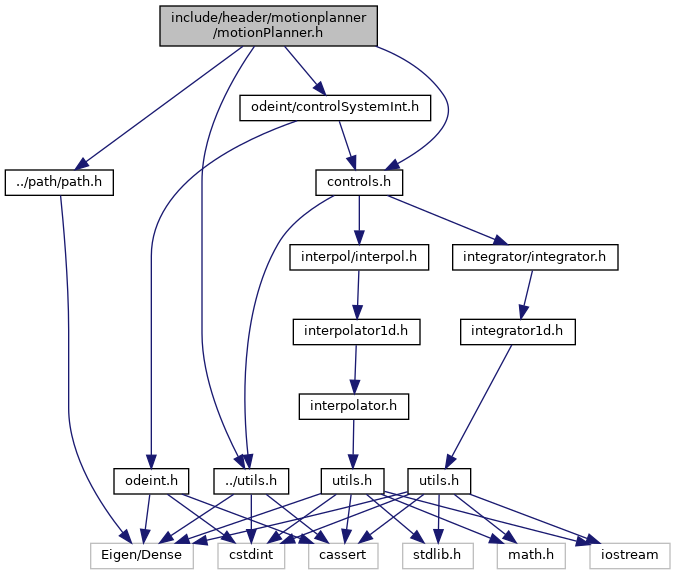 include/header/motionplanner
/motionPlanner.h
odeint/controlSystemInt.h
../path/path.h
controls.h
interpol/interpol.h
integrator/integrator.h
interpolator1d.h
integrator1d.h
interpolator.h
odeint.h
../utils.h
utils.h
utils.h
Eigen/Dense
cstdint
cassert
stdlib.h
math.h
iostream